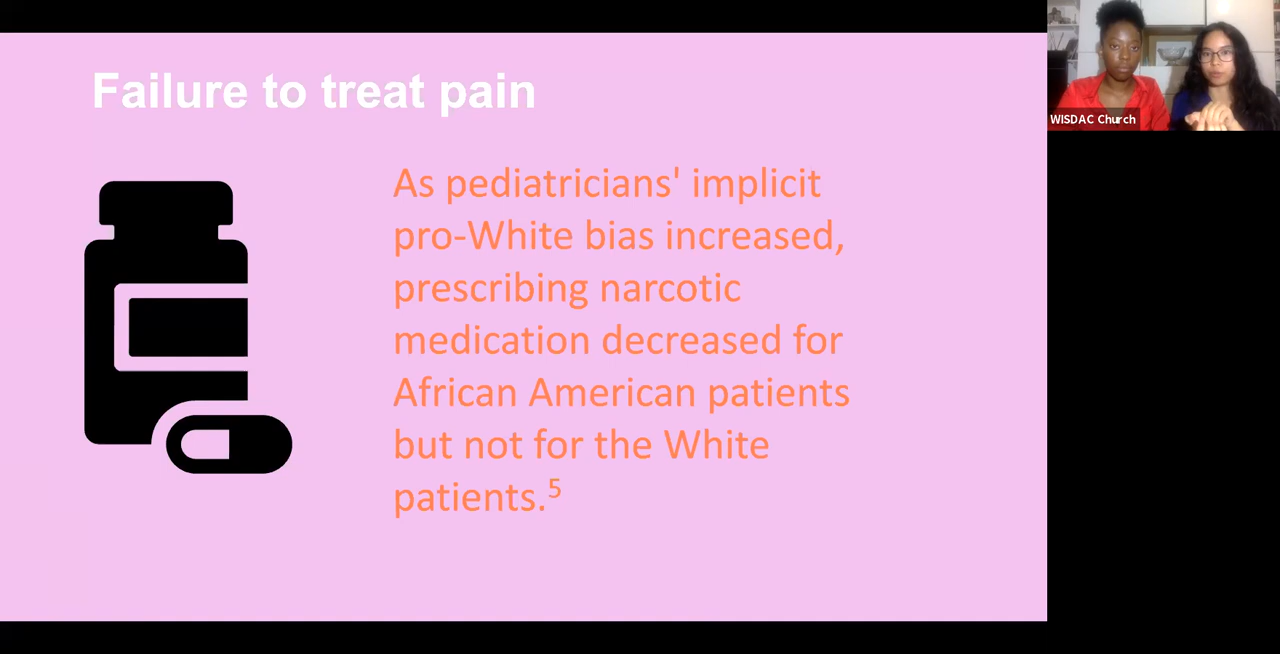 Failure to treat pain
As pediatricians' implicit
pro-White bias increased,
prescribing narcotic
medication decreased for
African American patients
but not for the White
patients.5
WISDAC Church